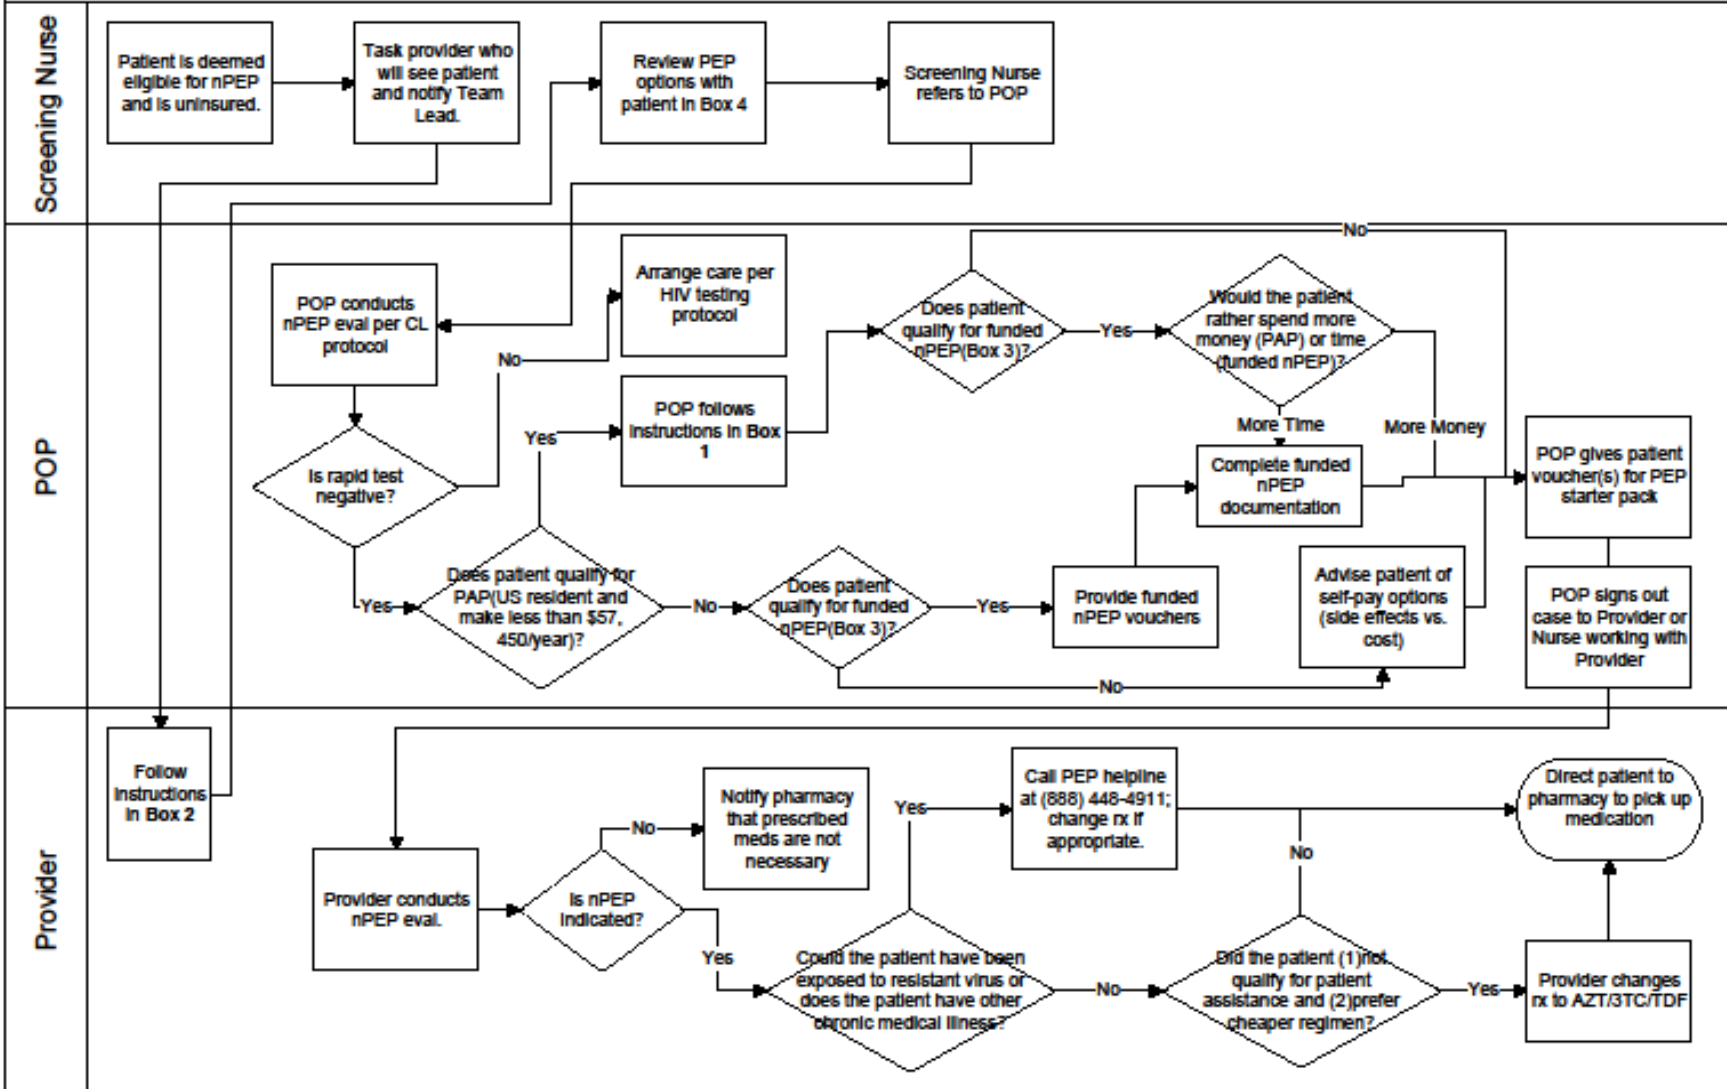 Screening Nurse
Patient is deemed
eligible for nPEP
and is uninsured.
Task provider who
will see patient
and notify Team
Lead.
Review PEP
options with
patient in Box 4
Screening Nurse
refers to POP
POP
POP conducts
nPEP eval per CL
protocol
Is rapid test
negative?
No
Arrange care per
HIV testing
protocol
Yes
Does patient qualify for
PAP(US resident and
make less than $57,
450/year)?
Yes
POP follows
instructions in Box
1
Does patient
qualify for funded
nPEP(Box 3)?
No
Yes
Would the patient
rather spend more
money (PAP) or time
(funded nPEP)?
More Time
More Money
Complete funded
nPEP
documentation
No
Does patient
qualify for funded
nPEP(Box 3)?
Yes
Provide funded
nPEP vouchers
No
Advise patient of
self-pay options
(side effects vs.
cost)
POP gives patient
voucher(s) for PEP
starter pack
POP signs out
case to Provider or
Nurse working with
Provider
Provider
Follow
Instructions
in Box 2
Provider conducts
nPEP eval.
Is nPEP
indicated?
No
Notify pharmacy
that prescribed
meds are not
necessary
Yes
Could the patient have been
exposed to resistant virus or
does the patient have other
chronic medical illness?
Yes
Call PEP helpline
at (888) 448-4911;
change rx if
appropriate.
No
Did the patient (1)not
qualify for patient
assistance and (2)prefer
cheaper regimen?
No
Yes
Provider changes
rx to AZT/3TC/TDF
Direct patient to
pharmacy to pick up
medication